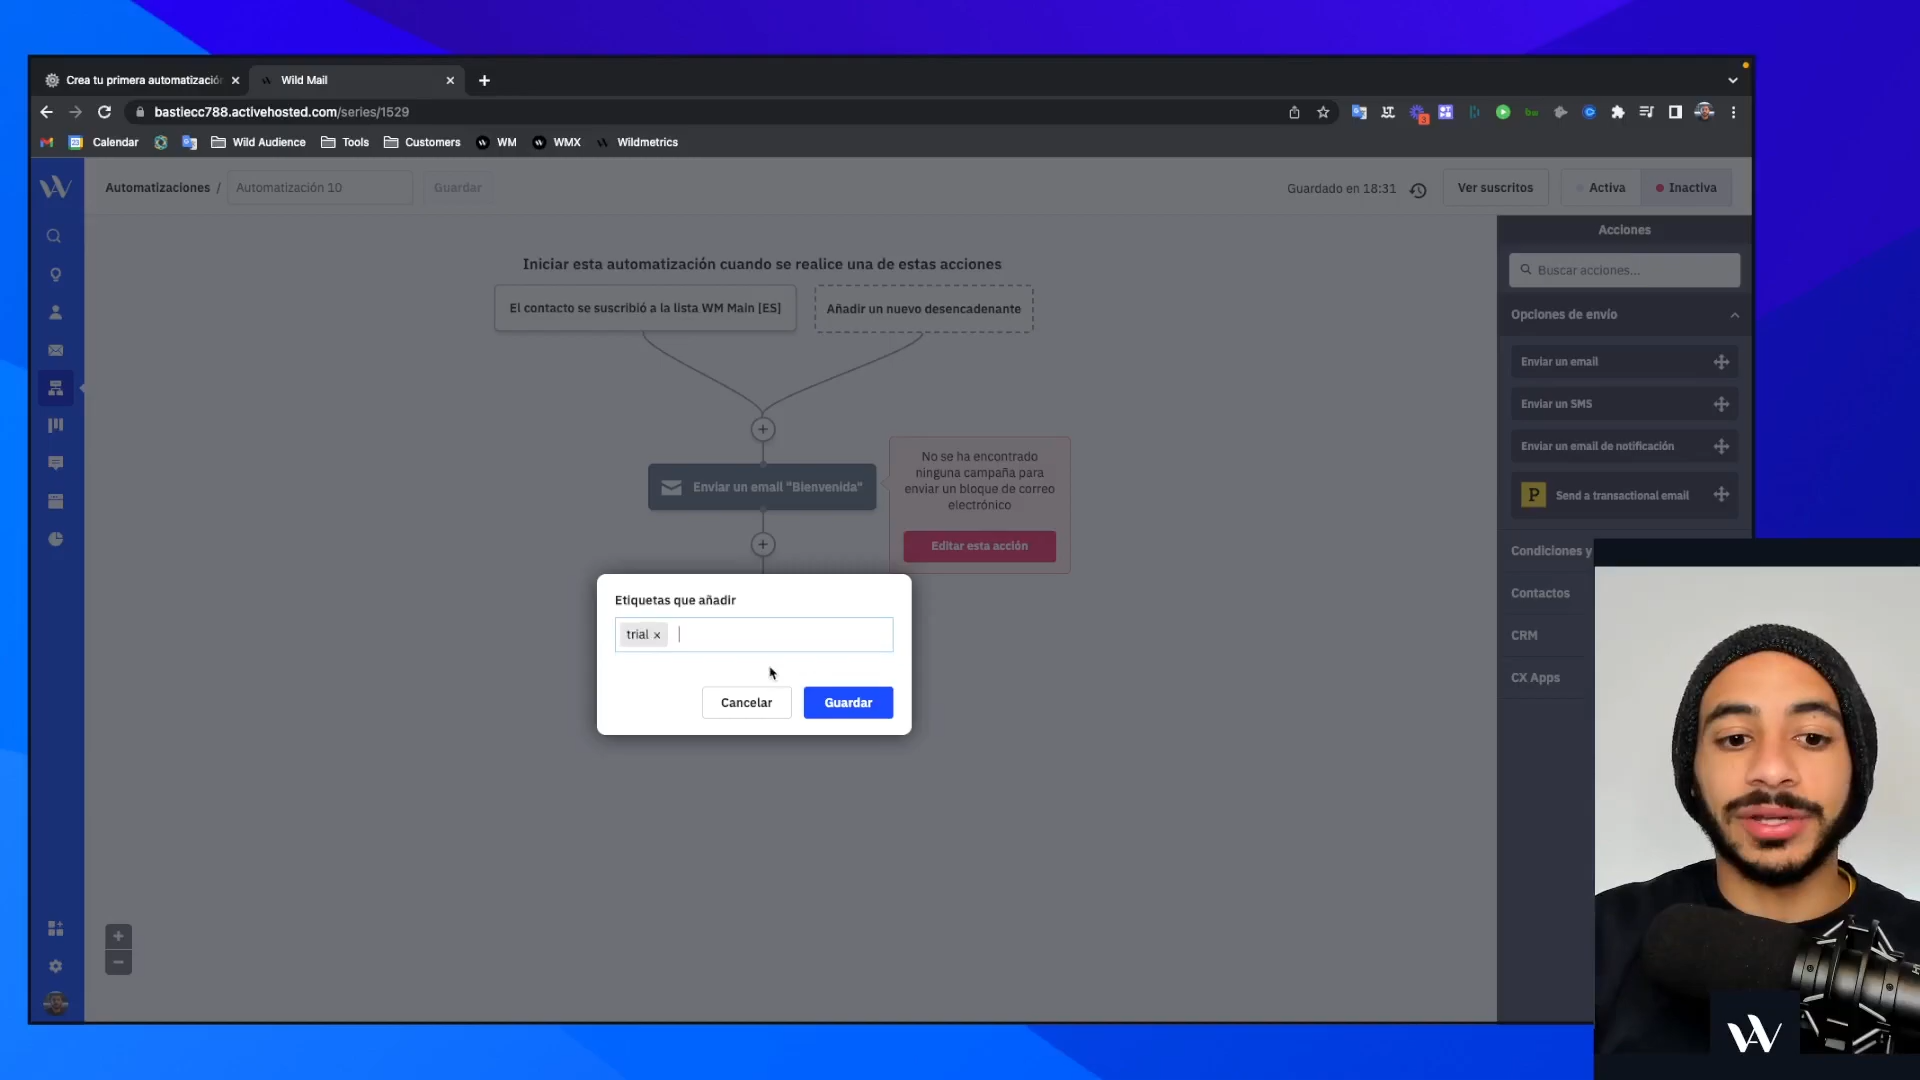 Crea tu primera automatizació
Wild Mail
bastiecc788.activehosted.com/series/1529
3
23
Calendar
Wild Audience
Tools
Customers
WM
WMX
Wildmetrics
Automatizaciones /
Automatización 10
Guardar
Guardado en 18:31
Ver suscritos
Activa
Inactiva
Iniciar esta automatización cuando se realice una de estas acciones
El contacto se suscribió a la lista WM Main [ES]
Añadir un nuevo desencadenante
Enviar un email "Bienvenida"
No se ha encontrado
ninguna campaña para
enviar un bloque de correo
electrónico
Editar esta acción
Etiquetas que añadir
trial ×
Cancelar
Guardar
Acciones
Buscar acciones...
Opciones de envío
Enviar un email
Enviar un SMS
Enviar un email de notificación
P Send a transactional email
Condiciones y
Contactos
CRM
CX Apps